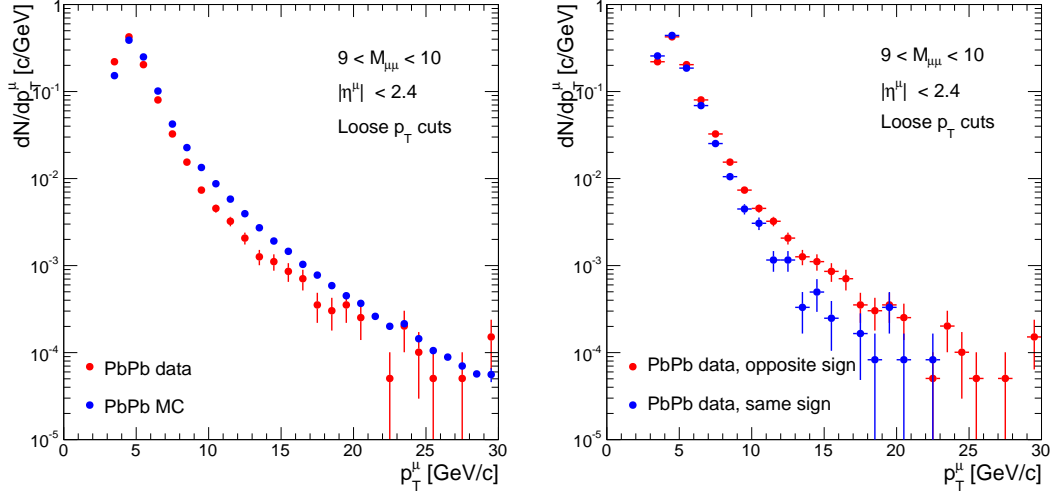 dN/dp_T^μ [c/GeV]
1
10^-1
10^-2
10^-3
10^-4
10^-5
9 < M_μμ < 10
|η^μ| < 2.4
Loose p_T cuts
PbPb data
PbPb MC
0 5 10 15 20 25 30
p_T^μ [GeV/c]
dN/dp_T^μ [c/GeV]
1
10^-1
10^-2
10^-3
10^-4
10^-5
9 < M_μμ < 10
|η^μ| < 2.4
Loose p_T cuts
PbPb data, opposite sign
PbPb data, same sign
0 5 10 15 20 25 30
p_T^μ [GeV/c]